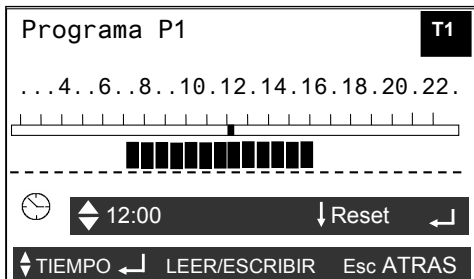 Programa P1 T1
...4..6..8..10.12.14.16.18.20.22.
12:00 Reset
TIEMPO LEER/ESCRIBIR Esc ATRAS